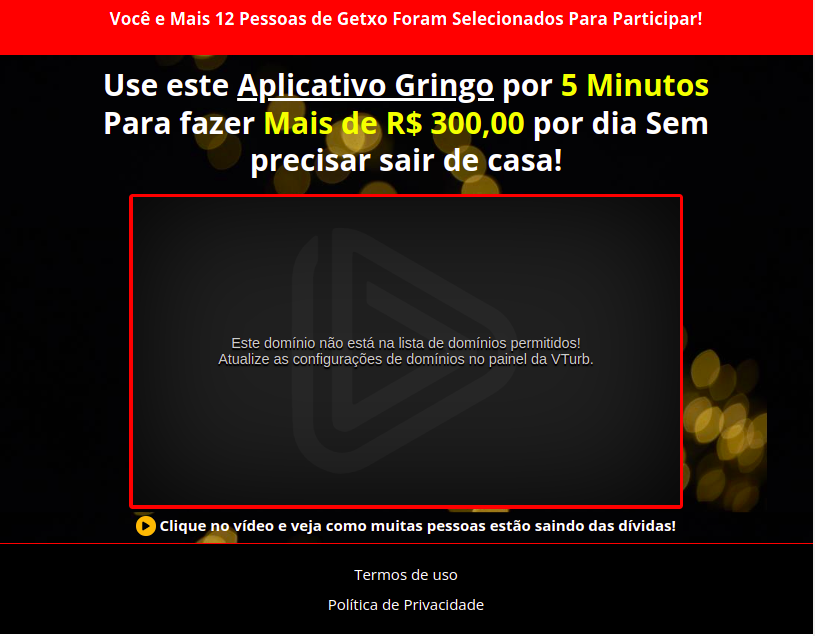 Você e Mais 12 Pessoas de Getxo Foram Selecionados Para Participar!
Use este Aplicativo Gringo por 5 Minutos
Para fazer Mais de R$ 300,00 por dia Sem
precisar sair de casa!
Este domínio não está na lista de domínios permitidos!
Atualize as configurações de domínios no painel da VTurb.
Clique no vídeo e veja como muitas pessoas estão saindo das dívidas!
Termos de uso
Política de Privacidade